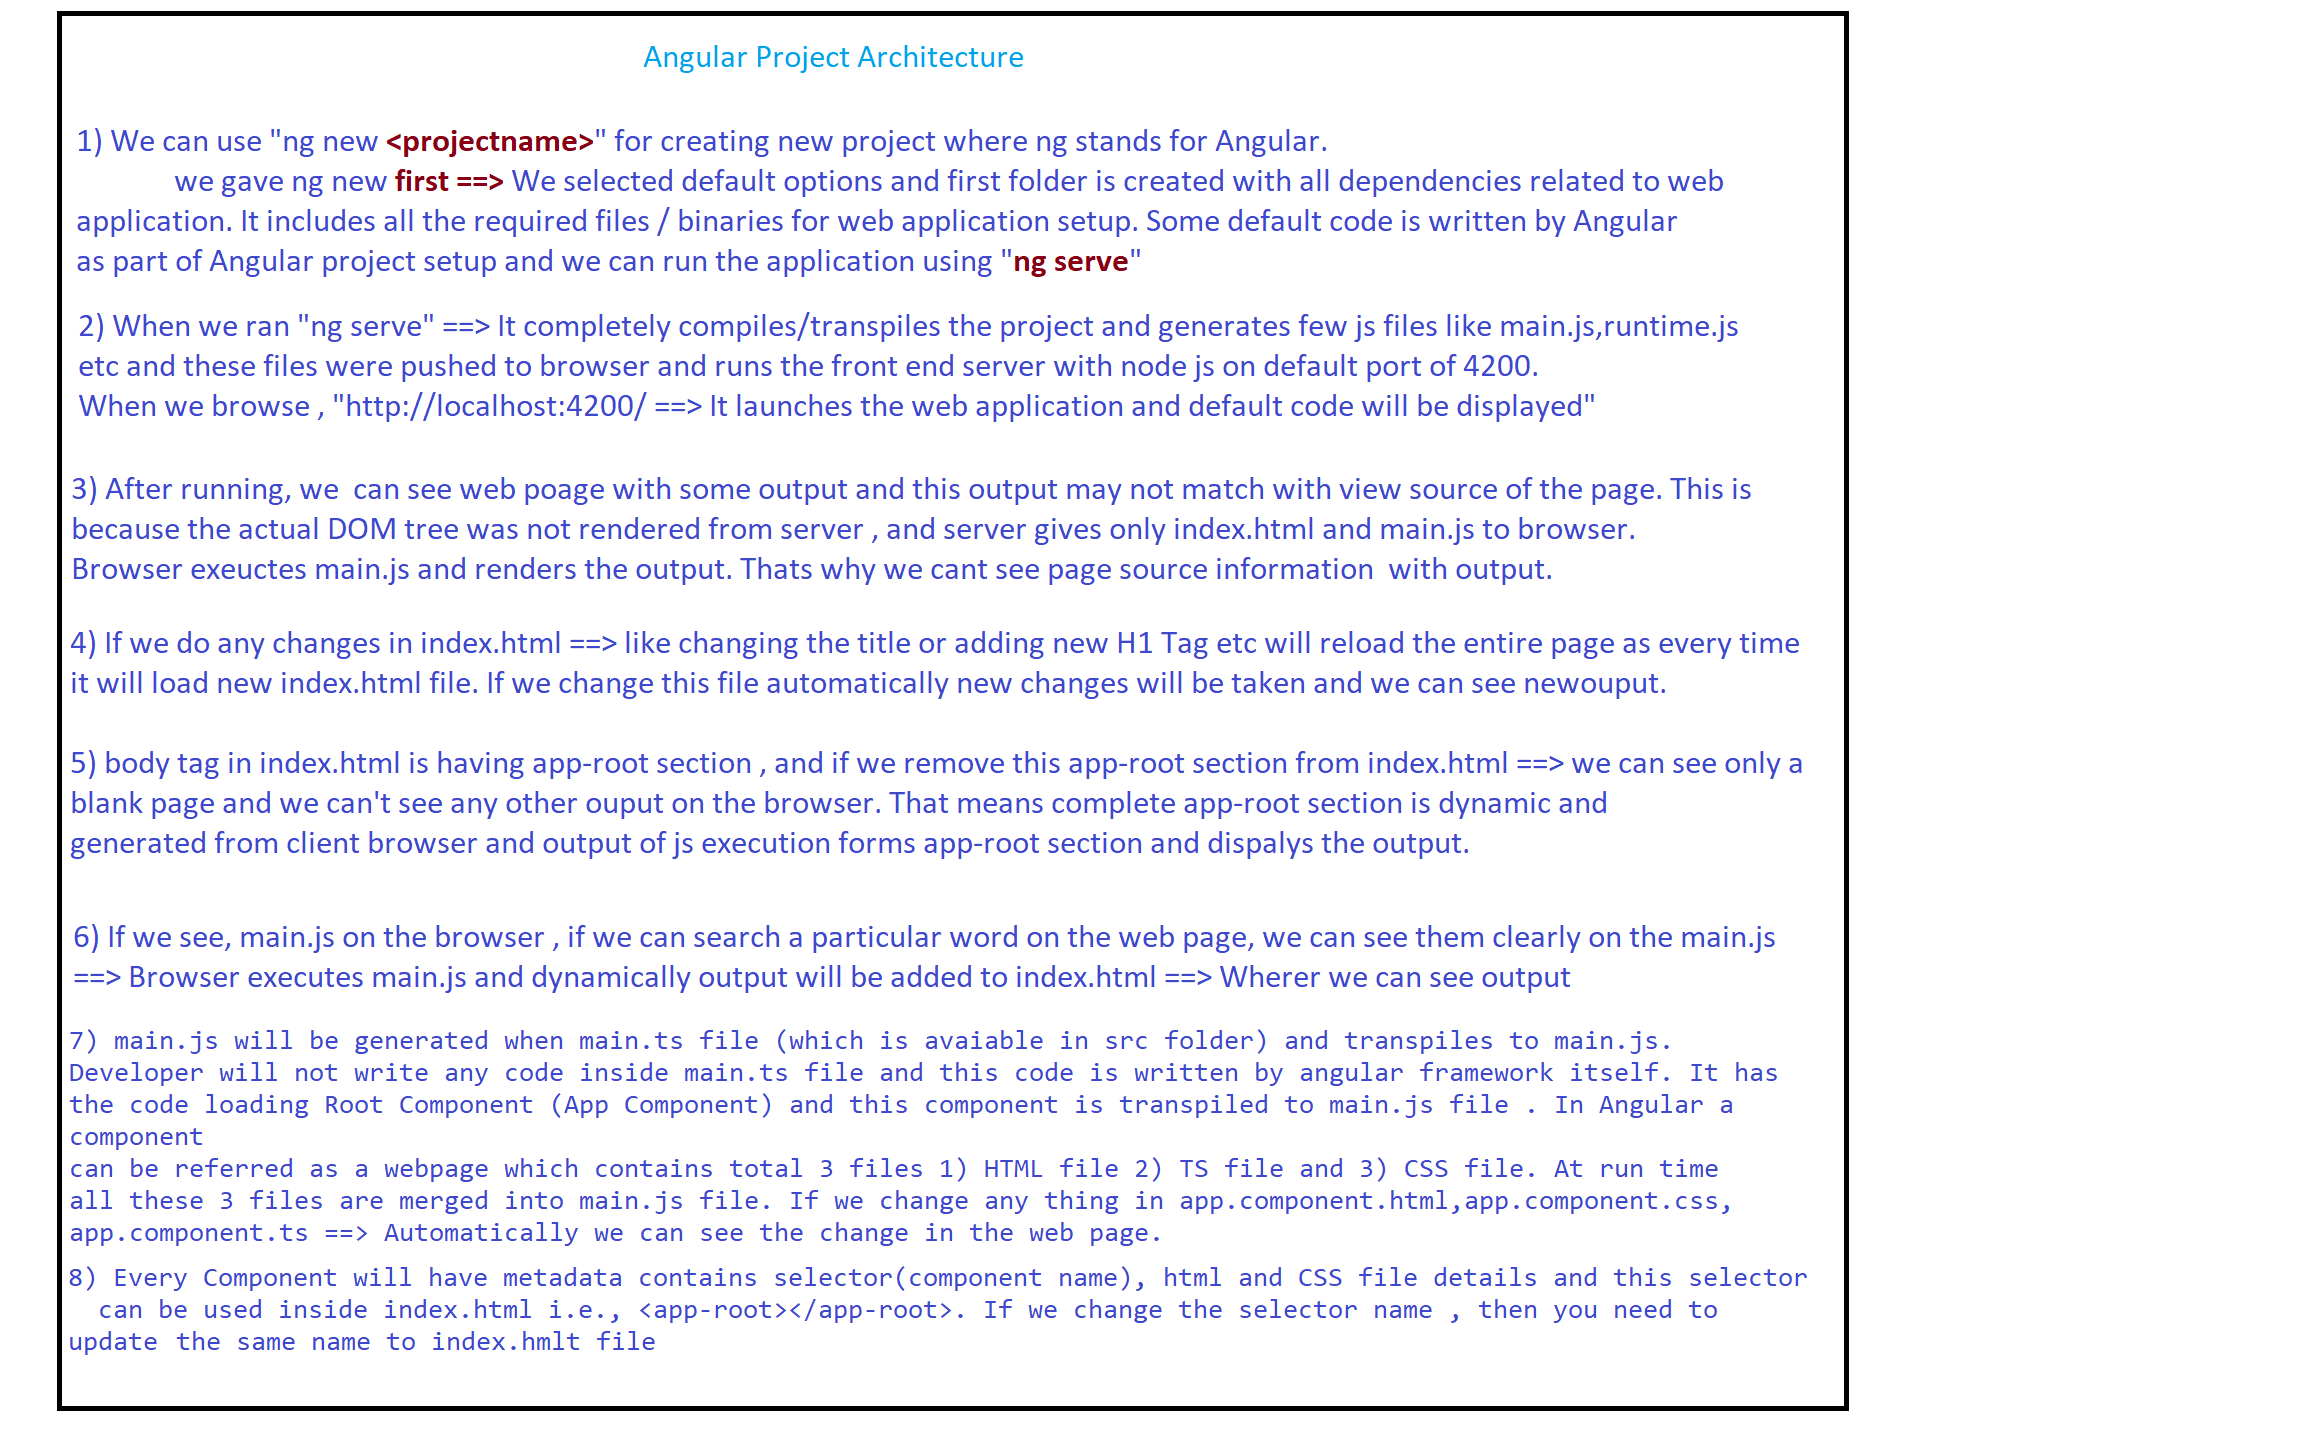 Angular Project Architecture
1) We can use "ng new <projectname>" for creating new project where ng stands for Angular.
we gave ng new first ==> We selected default options and first folder is created with all dependencies related to web
application. It includes all the required files / binaries for web application setup. Some default code is written by Angular
as part of Angular project setup and we can run the application using "ng serve"
2) When we ran "ng serve" ==> It completely compiles/transpiles the project and generates few js files like main.js,runtime.js
etc and these files were pushed to browser and runs the front end server with node js on default port of 4200.
When we browse , "http://localhost:4200/ ==> It launches the web application and default code will be displayed"
3) After running, we  can see web poage with some output and this output may not match with view source of the page. This is
because the actual DOM tree was not rendered from server , and server gives only index.html and main.js to browser.
Browser exeuctes main.js and renders the output. Thats why we cant see page source information  with output.
4) If we do any changes in index.html ==> like changing the title or adding new H1 Tag etc will reload the entire page as every time
it will load new index.html file. If we change this file automatically new changes will be taken and we can see newouput.
5) body tag in index.html is having app-root section , and if we remove this app-root section from index.html ==> we can see only a
blank page and we can't see any other ouput on the browser. That means complete app-root section is dynamic and
generated from client browser and output of js execution forms app-root section and dispalys the output.
6) If we see, main.js on the browser , if we can search a particular word on the web page, we can see them clearly on the main.js
==> Browser executes main.js and dynamically output will be added to index.html ==> Wherer we can see output
7) main.js will be generated when main.ts file (which is avaiable in src folder) and transpiles to main.js.
Developer will not write any code inside main.ts file and this code is written by angular framework itself. It has
the code loading Root Component (App Component) and this component is transpiled to main.js file . In Angular a
component
can be referred as a webpage which contains total 3 files 1) HTML file 2) TS file and 3) CSS file. At run time
all these 3 files are merged into main.js file. If we change any thing in app.component.html,app.component.css,
app.component.ts ==> Automatically we can see the change in the web page.
8) Every Component will have metadata contains selector(component name), html and CSS file details and this selector
can be used inside index.html i.e., <app-root></app-root>. If we change the selector name , then you need to
update the same name to index.hmlt file